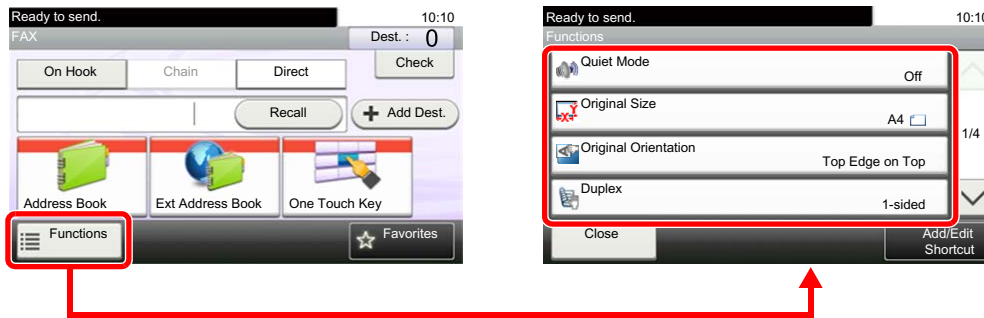 Ready to send.
10:10
FAX
Dest. : 0
Check
On Hook
Chain
Direct
Recall
Add Dest.
Address Book
Ext Address Book
One Touch Key
Functions
Favorites
Ready to send.
10:10
Functions
Quiet Mode
Off
Original Size
A4
1/4
Original Orientation
Top Edge on Top
Duplex
1-sided
Close
Add/Edit
Shortcut